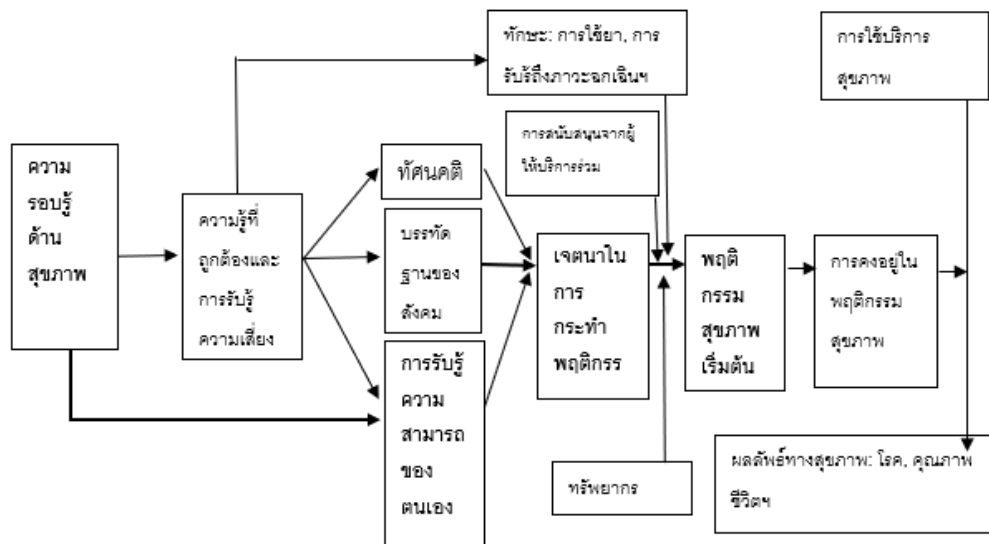 ทักษะ: การใช้ยา, การ
รับรู้ถึงภาวะฉุกเฉินฯ
การใช้บริการ
สุขภาพ
การสนับสนุนจากผู้
ให้บริการร่วม
ความ
รอบรู้
ด้าน
สุขภาพ
ความรู้ที่
ถูกต้องและ
การรับรู้
ความเสี่ยง
ทัศนคติ
บรรทัด
ฐานของ
สังคม
การรับรู้
ความ
สามารถ
ของ
ตนเอง
เจตนาใน
การ
กระทำ
พฤติกรร
พฤติ
กรรม
สุขภาพ
เริ่มต้น
การคงอยู่ใน
พฤติกรรม
สุขภาพ
ทรัพยากร
ผลลัพธ์ทางสุขภาพ: โรค, คุณภาพ
ชีวิตฯ